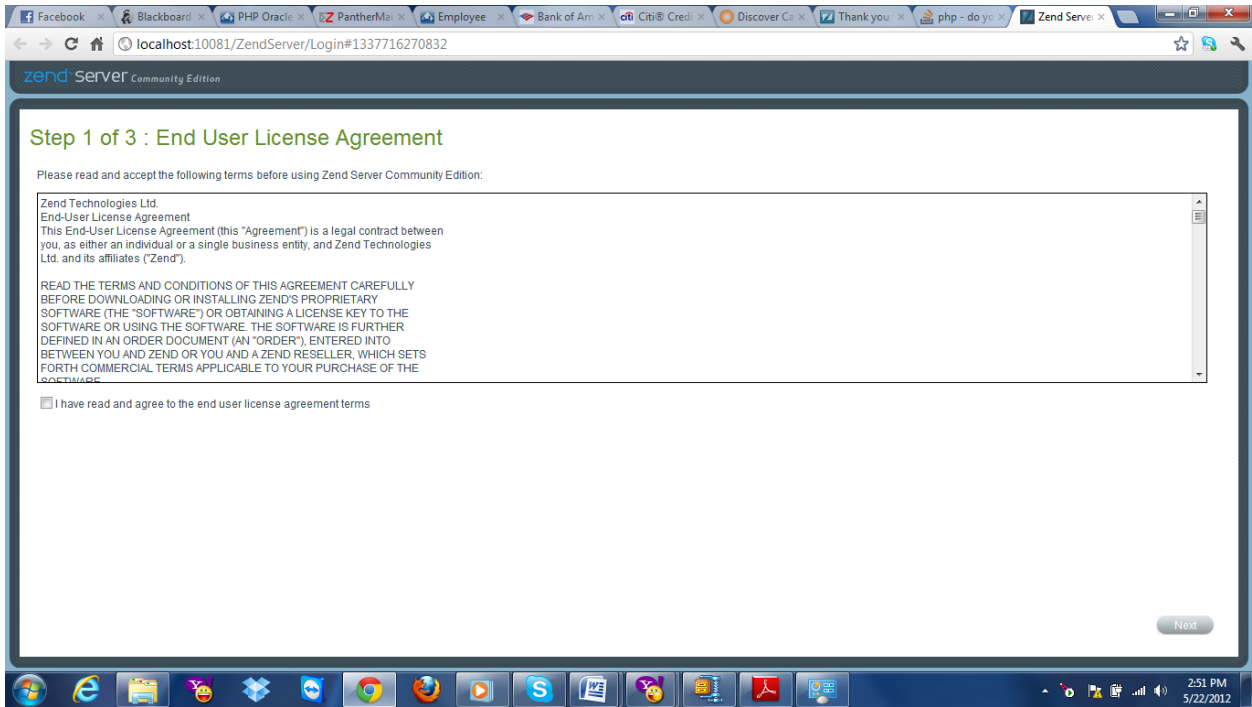 Facebook
Blackboard
PHP Oracle
PantherMai
Employee
Bank of Am
Citi® Credi
Discover Ca
Thank you
php - do yo
Zend Server
localhost:10081/ZendServer/Login#1337716270832
zend server Community Edition
Step 1 of 3 : End User License Agreement
Please read and accept the following terms before using Zend Server Community Edition:
Zend Technologies Ltd.
End-User License Agreement
This End-User License Agreement (this "Agreement") is a legal contract between
you, as either an individual or a single business entity, and Zend Technologies
Ltd. and its affiliates ("Zend").
READ THE TERMS AND CONDITIONS OF THIS AGREEMENT CAREFULLY
BEFORE DOWNLOADING OR INSTALLING ZEND'S PROPRIETARY
SOFTWARE (THE "SOFTWARE") OR OBTAINING A LICENSE KEY TO THE
SOFTWARE OR USING THE SOFTWARE. THE SOFTWARE IS FURTHER
DEFINED IN AN ORDER DOCUMENT (AN "ORDER"), ENTERED INTO
BETWEEN YOU AND ZEND OR YOU AND A ZEND RESELLER, WHICH SETS
FORTH COMMERCIAL TERMS APPLICABLE TO YOUR PURCHASE OF THE
SOFTWARE
I have read and agree to the end user license agreement terms
Next
2:51 PM
5/22/2012